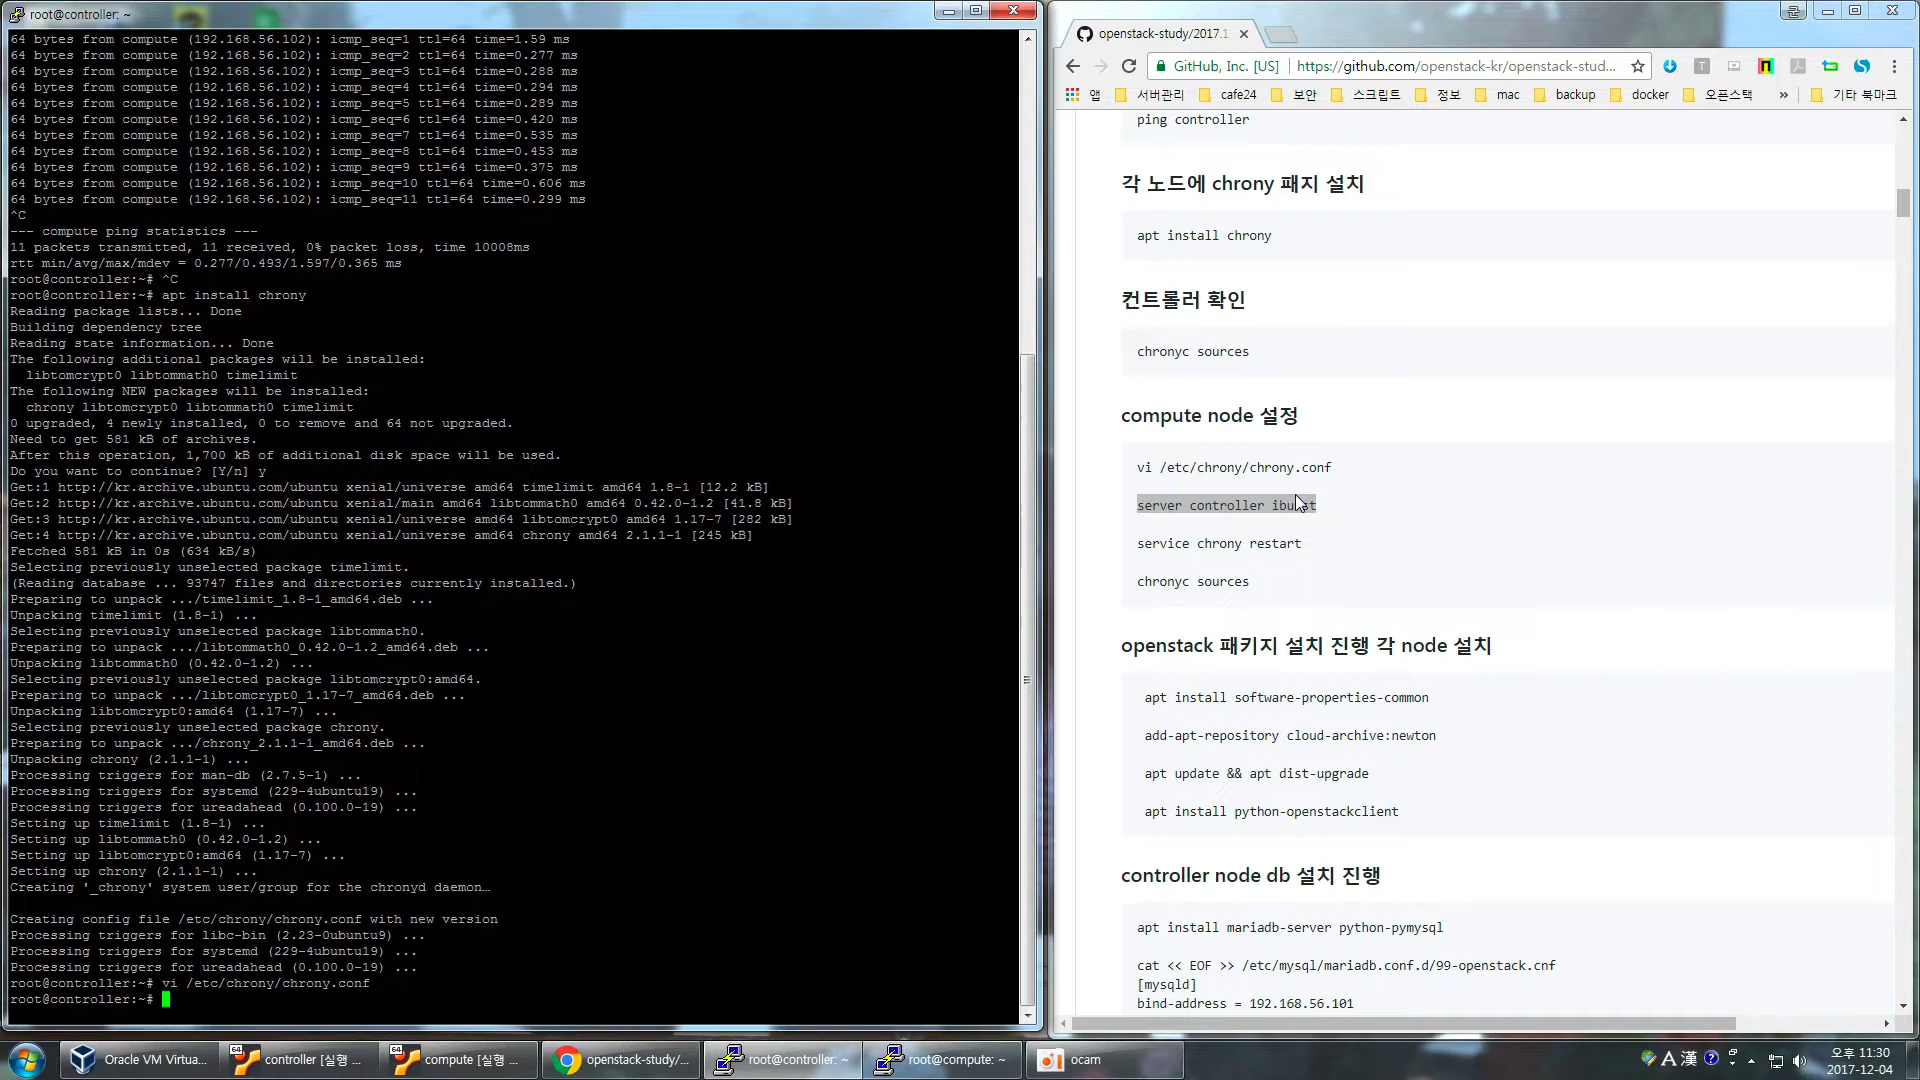 root@controller: ~
64 bytes from compute (192.168.56.102): icmp_seq=1 ttl=64 time=1.59 ms
64 bytes from compute (192.168.56.102): icmp_seq=2 ttl=64 time=0.277 ms
64 bytes from compute (192.168.56.102): icmp_seq=3 ttl=64 time=0.288 ms
64 bytes from compute (192.168.56.102): icmp_seq=4 ttl=64 time=0.294 ms
64 bytes from compute (192.168.56.102): icmp_seq=5 ttl=64 time=0.289 ms
64 bytes from compute (192.168.56.102): icmp_seq=6 ttl=64 time=0.420 ms
64 bytes from compute (192.168.56.102): icmp_seq=7 ttl=64 time=0.535 ms
64 bytes from compute (192.168.56.102): icmp_seq=8 ttl=64 time=0.453 ms
64 bytes from compute (192.168.56.102): icmp_seq=9 ttl=64 time=0.375 ms
64 bytes from compute (192.168.56.102): icmp_seq=10 ttl=64 time=0.606 ms
64 bytes from compute (192.168.56.102): icmp_seq=11 ttl=64 time=0.299 ms
^C
--- compute ping statistics ---
11 packets transmitted, 11 received, 0% packet loss, time 10008ms
rtt min/avg/max/mdev = 0.277/0.493/1.597/0.365 ms
root@controller:~# ^C
root@controller:~# apt install chrony
Reading package lists... Done
Building dependency tree
Reading state information... Done
The following additional packages will be installed:
libtomcrypt0 libtommath0 timelimit
The following NEW packages will be installed:
chrony libtomcrypt0 libtommath0 timelimit
0 upgraded, 4 newly installed, 0 to remove and 64 not upgraded.
Need to get 581 kB of archives.
After this operation, 1,700 kB of additional disk space will be used.
Do you want to continue? [Y/n] y
Get:1 http://kr.archive.ubuntu.com/ubuntu xenial/universe amd64 timelimit amd64 1.8-1 [12.2 kB]
Get:2 http://kr.archive.ubuntu.com/ubuntu xenial/main amd64 libtommath0 amd64 0.42.0-1.2 [41.8 kB]
Get:3 http://kr.archive.ubuntu.com/ubuntu xenial/universe amd64 libtomcrypt0 amd64 1.17-7 [282 kB]
Get:4 http://kr.archive.ubuntu.com/ubuntu xenial/universe amd64 chrony amd64 2.1.1-1 [245 kB]
Fetched 581 kB in 0s (634 kB/s)
Selecting previously unselected package timelimit.
(Reading database ... 93747 files and directories currently installed.)
Preparing to unpack .../timelimit_1.8-1_amd64.deb ...
Unpacking timelimit (1.8-1) ...
Selecting previously unselected package libtommath0.
Preparing to unpack .../libtommath0_0.42.0-1.2_amd64.deb ...
Unpacking libtommath0 (0.42.0-1.2) ...
Selecting previously unselected package libtomcrypt0:amd64.
Preparing to unpack .../libtomcrypt0_1.17-7_amd64.deb ...
Unpacking libtomcrypt0:amd64 (1.17-7) ...
Selecting previously unselected package chrony.
Preparing to unpack .../chrony_2.1.1-1_amd64.deb ...
Unpacking chrony (2.1.1-1) ...
Processing triggers for man-db (2.7.5-1) ...
Processing triggers for systemd (229-4ubuntu19) ...
Processing triggers for ureadahead (0.100.0-19) ...
Setting up timelimit (1.8-1) ...
Setting up libtommath0 (0.42.0-1.2) ...
Setting up libtomcrypt0:amd64 (1.17-7) ...
Setting up chrony (2.1.1-1) ...
Creating '_chrony' system user/group for the chronyd daemon…
Creating config file /etc/chrony/chrony.conf with new version
Processing triggers for libc-bin (2.23-0ubuntu9) ...
Processing triggers for systemd (229-4ubuntu19) ...
Processing triggers for ureadahead (0.100.0-19) ...
root@controller:~# vi /etc/chrony/chrony.conf
root@controller:~#
openstack-study/2017.1
GitHub, Inc. [US] https://github.com/openstack-kr/openstack-stud...
앱 서버관리 cafe24 보안 스크립트 정보 mac backup docker 오픈스택 » 기타 북마크
ping controller
각 노드에 chrony 패지 설치
apt install chrony
컨트롤러 확인
chronyc sources
compute node 설정
vi /etc/chrony/chrony.conf
server controller
service chrony restart
chronyc sources
openstack 패키지 설치 진행 각 node 설치
apt install software-properties-common
add-apt-repository cloud-archive:newton
apt update && apt dist-upgrade
apt install python-openstackclient
controller node db 설치 진행
apt install mariadb-server python-pymysql
cat << EOF >> /etc/mysql/mariadb.conf.d/99-openstack.cnf
[mysqld]
bind-address = 192.168.56.101
Oracle VM Virtua... controller [실행 ... compute [실행 ... openstack-study/... root@controller: ~ root@compute: ~ ocam
A 漢 오후 11:30
2017-12-04